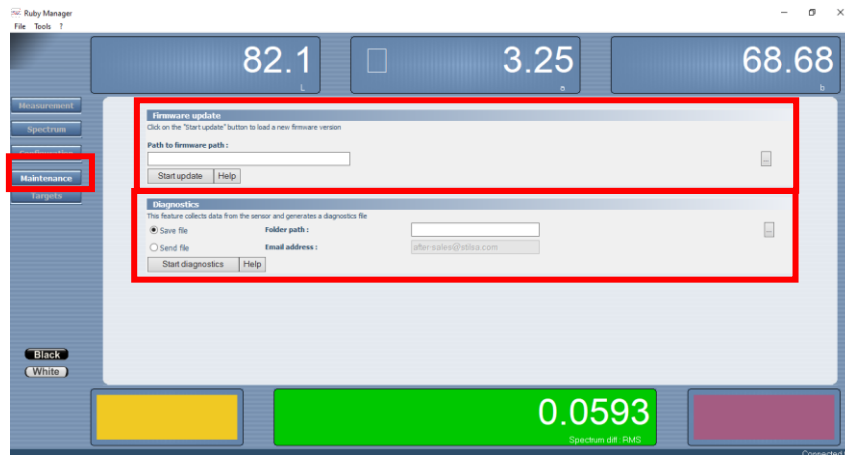 Ruby Manager
File Tools ?
82.1
L
3.25
a
68.68
b
Measurement
Spectrum
Configuration
Maintenance
Targets
Firmware update
Click on the "Start update" button to load a new firmware version
Path to firmware path :
...
Start update Help
Diagnostics
This feature collects data from the sensor and generates a diagnostics file
Save file Folder path :
...
Send file Email address : after-sales@stilsa.com
Start diagnostics Help
Black
White
0.0593
Spectrum diff. RMS
Connected